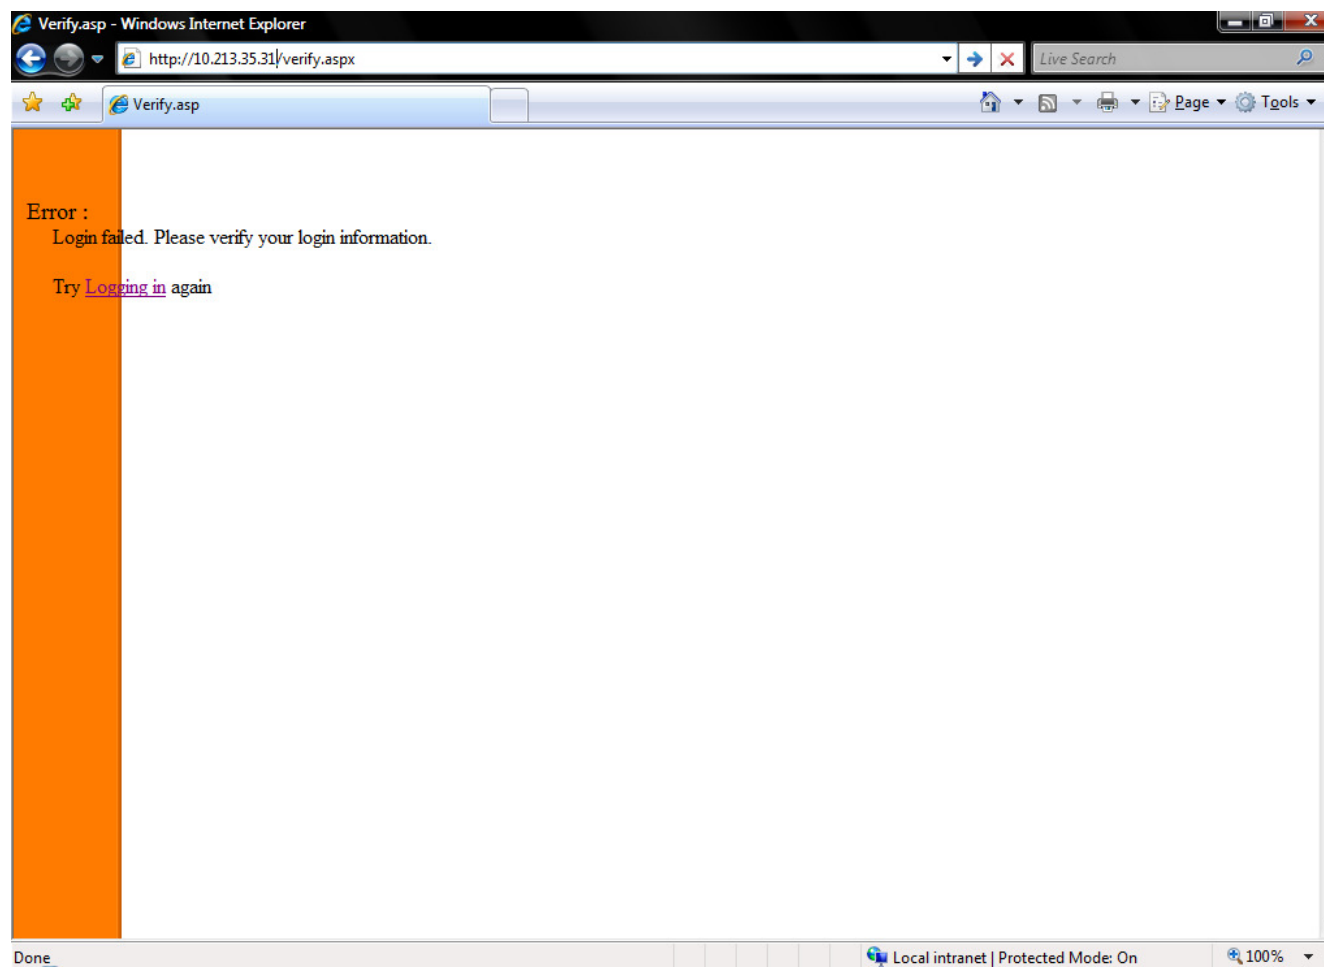 Verify.asp - Windows Internet Explorer
http://10.213.35.31/verify.aspx
Live Search
Verify.asp
Page
Tools
Error :
Login failed. Please verify your login information.
Try Logging in again
Done
Local intranet | Protected Mode: On
100%